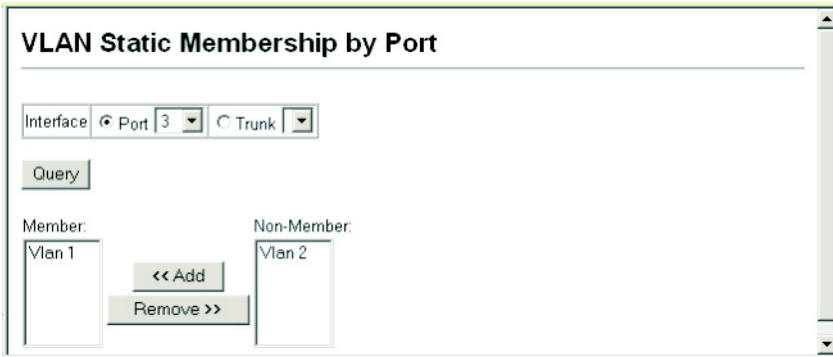 VLAN Static Membership by Port
Interface Port 3 Trunk
Query
Member: Non-Member:
Vlan 1 Vlan 2
<< Add
Remove >>